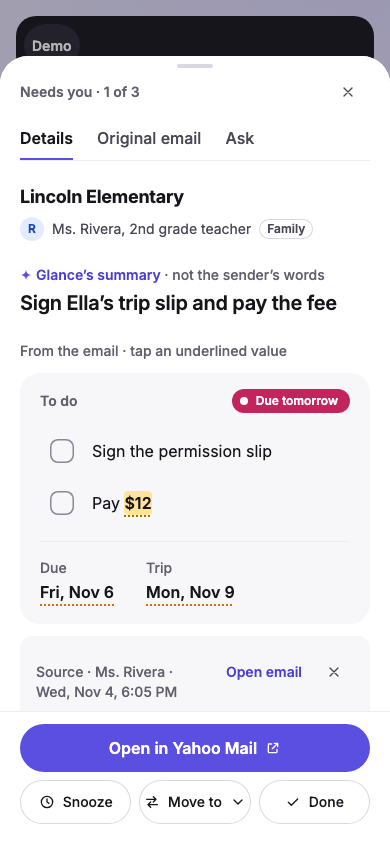 Demo
Needs you · 1 of 3
Details Original email Ask
Lincoln Elementary
R Ms. Rivera, 2nd grade teacher Family
✦ Glance’s summary · not the sender’s words
Sign Ella’s trip slip and pay the fee
From the email · tap an underlined value
To do Due tomorrow
Sign the permission slip
Pay $12
Due Trip
Fri, Nov 6 Mon, Nov 9
Source · Ms. Rivera · Open email
Wed, Nov 4, 6:05 PM
Open in Yahoo Mail
Snooze Move to Done